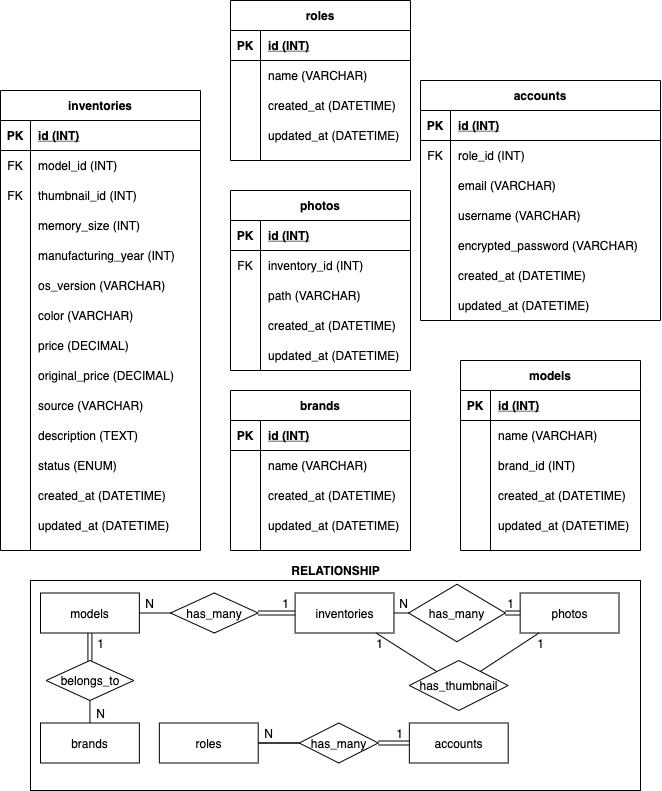 roles
PK id (INT)
name (VARCHAR)
created_at (DATETIME)
updated_at (DATETIME)
inventories
PK id (INT)
FK model_id (INT)
FK thumbnail_id (INT)
memory_size (INT)
manufacturing_year (INT)
os_version (VARCHAR)
color (VARCHAR)
price (DECIMAL)
original_price (DECIMAL)
source (VARCHAR)
description (TEXT)
status (ENUM)
created_at (DATETIME)
updated_at (DATETIME)
photos
PK id (INT)
FK inventory_id (INT)
path (VARCHAR)
created_at (DATETIME)
updated_at (DATETIME)
brands
PK id (INT)
name (VARCHAR)
created_at (DATETIME)
updated_at (DATETIME)
accounts
PK id (INT)
FK role_id (INT)
email (VARCHAR)
username (VARCHAR)
encrypted_password (VARCHAR)
created_at (DATETIME)
updated_at (DATETIME)
models
PK id (INT)
name (VARCHAR)
brand_id (INT)
created_at (DATETIME)
updated_at (DATETIME)
RELATIONSHIP
models N has_many 1 inventories N has_many 1 photos
1 1 1
belongs_to has_thumbnail
N
brands roles N has_many 1 accounts